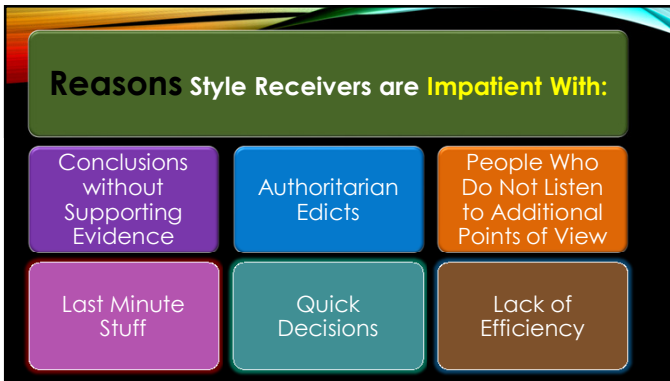 Reasons Style Receivers are Impatient With:
Conclusions
without
Supporting
Evidence
Authoritarian
Edicts
People Who
Do Not Listen
to Additional
Points of View
Last Minute
Stuff
Quick
Decisions
Lack of
Efficiency